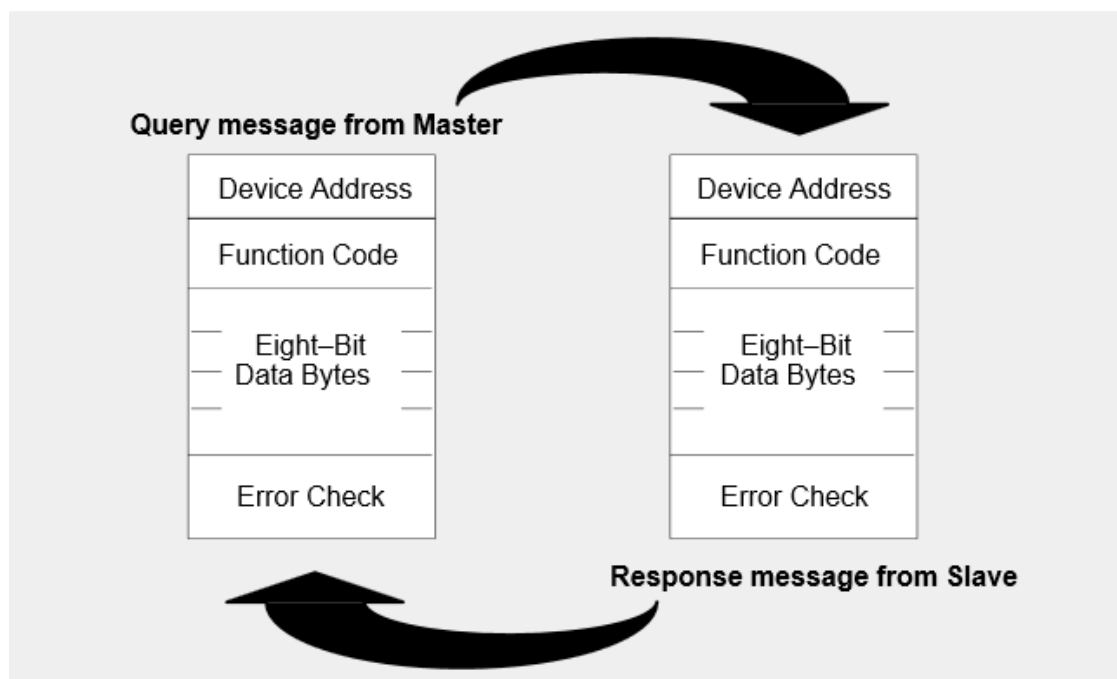 Query message from Master
Device Address
Function Code
Eight–Bit
Data Bytes
Error Check
Device Address
Function Code
Eight–Bit
Data Bytes
Error Check
Response message from Slave